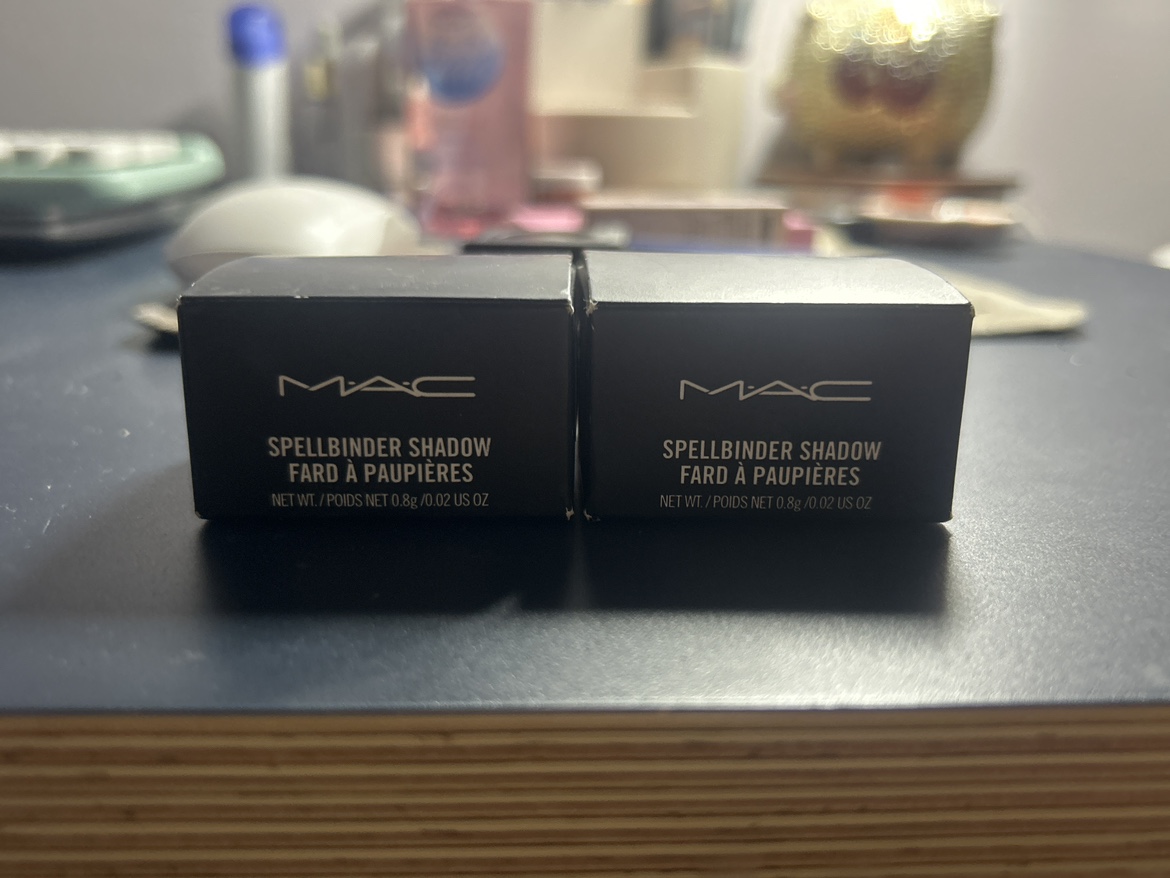 M·A·C
SPELLBINDER SHADOW
FARD À PAUPIÈRES
NET WT. / POIDS NET 0.8g /0.02 US OZ
M·A·C
SPELLBINDER SHADOW
FARD À PAUPIÈRES
NET WT. / POIDS NET 0.8g /0.02 US OZ